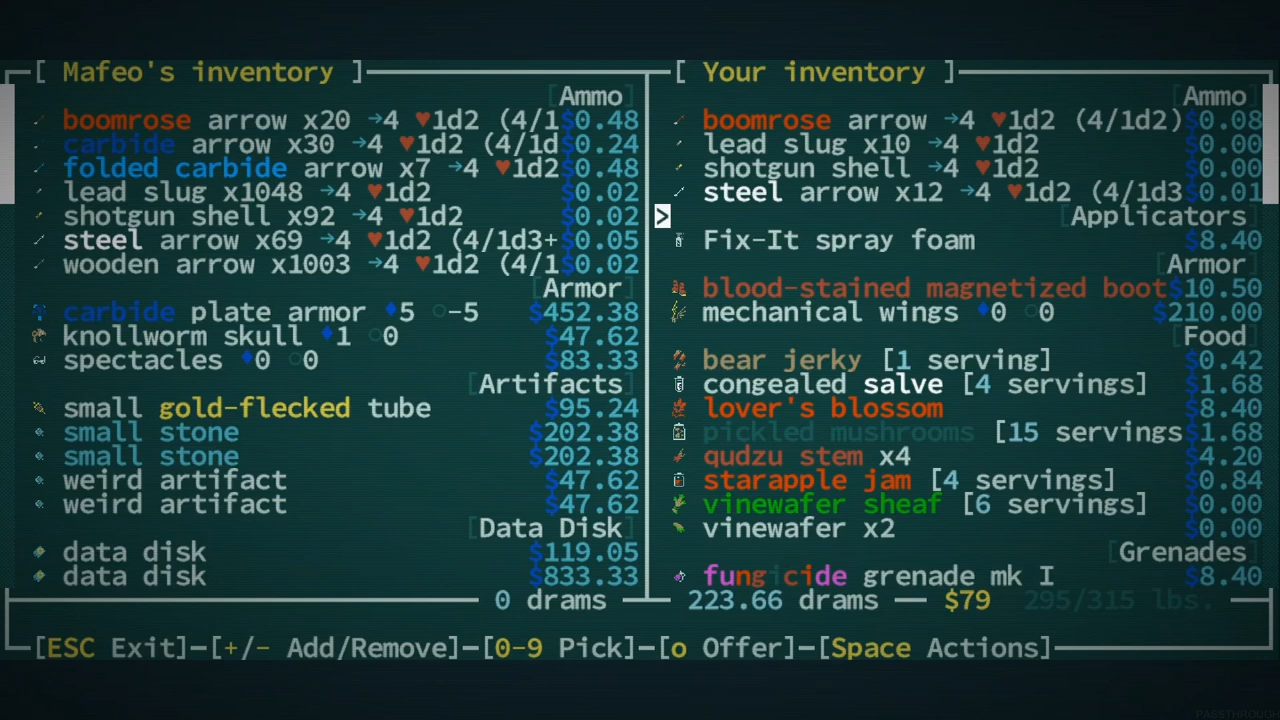 [ Mafeo's inventory ]
[Ammo]
boomrose arrow x20 →4 ♥1d2 (4/1 $0.48
carbide arrow x30 →4 ♥1d2 (4/1d $0.24
folded carbide arrow x7 →4 ♥1d2 $0.48
lead slug x1048 →4 ♥1d2 $0.02
shotgun shell x92 →4 ♥1d2 $0.02
steel arrow x69 →4 ♥1d2 (4/1d3+ $0.05
wooden arrow x1003 →4 ♥1d2 (4/1 $0.02
[Armor]
carbide plate armor ♦5 ○-5 $452.38
knollworm skull ♦1 ○0 $47.62
spectacles ♦0 ○0 $83.33
[Artifacts]
small gold-flecked tube $95.24
small stone $202.38
small stone $202.38
weird artifact $47.62
weird artifact $47.62
[Data Disk]
data disk $119.05
data disk $833.33
0 drams
[ Your inventory ]
[Ammo]
boomrose arrow →4 ♥1d2 (4/1d2) $0.08
lead slug x10 →4 ♥1d2 $0.00
shotgun shell →4 ♥1d2 $0.00
steel arrow x12 →4 ♥1d2 (4/1d3 $0.01
> [Applicators]
Fix-It spray foam $8.40
[Armor]
blood-stained magnetized boot $10.50
mechanical wings ♦0 ○0 $210.00
[Food]
bear jerky [1 serving] $0.42
congealed salve [4 servings] $1.68
lover's blossom $8.40
pickled mushrooms [15 servings $1.68
qudzu stem x4 $4.20
starapple jam [4 servings] $0.84
vinewafer sheaf [6 servings] $0.00
vinewafer x2 $0.00
[Grenades]
fungicide grenade mk I $8.40
223.66 drams — $79 295/315 lbs.
[ESC Exit]—[+/- Add/Remove]—[0-9 Pick]—[o Offer]—[Space Actions]